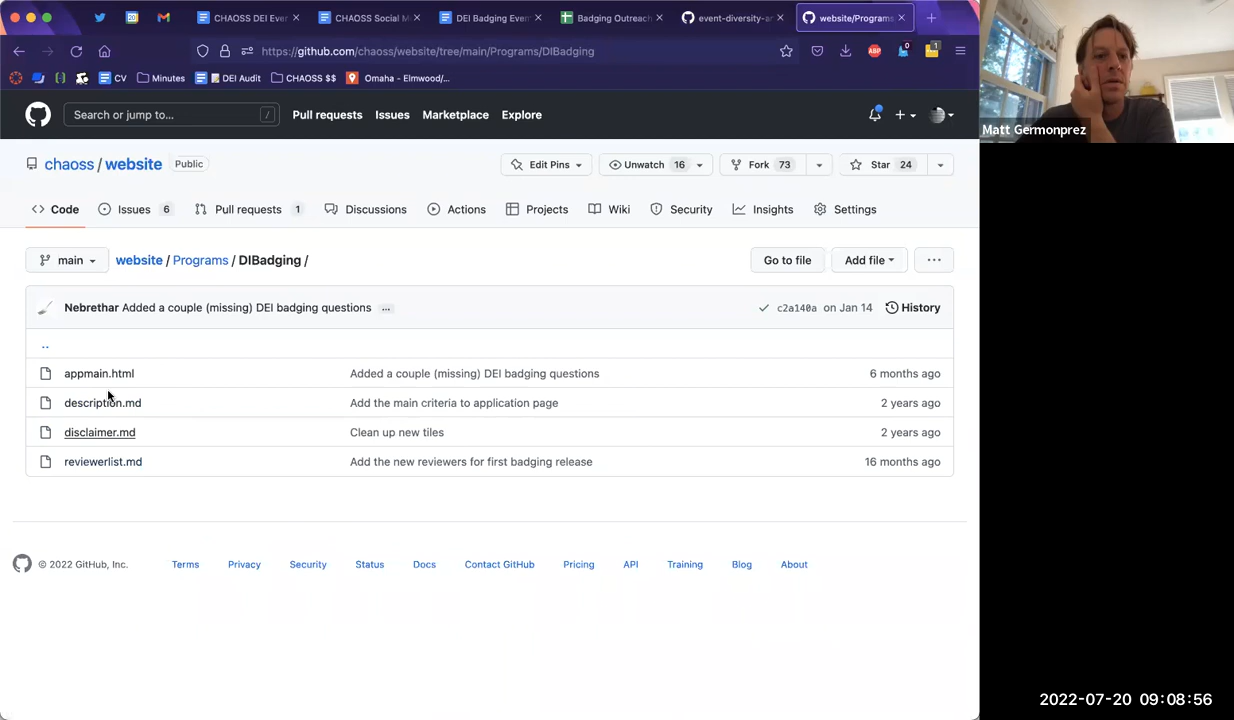 CHAOSS DEI Ever
CHAOSS Social M
DEI Badging Even
Badging Outreach
event-diversity-an
website/Programs
https://github.com/chaoss/website/tree/main/Programs/DIBadging
ABP
0
1
CV
Minutes
DEI Audit
CHAOSS $$
Omaha - Elmwood/...
Search or jump to...
/
Pull requests
Issues
Marketplace
Explore
Matt Germonprez
chaoss / website
Public
Edit Pins
Unwatch 16
Fork 73
Star 24
Code
Issues 6
Pull requests 1
Discussions
Actions
Projects
Wiki
Security
Insights
Settings
main
website / Programs / DIBadging /
Go to file
Add file
...
Nebrethar Added a couple (missing) DEI badging questions ...
c2a140a on Jan 14
History
..
appmain.html Added a couple (missing) DEI badging questions 6 months ago
description.md Add the main criteria to application page 2 years ago
disclaimer.md Clean up new tiles 2 years ago
reviewerlist.md Add the new reviewers for first badging release 16 months ago
© 2022 GitHub, Inc.
Terms
Privacy
Security
Status
Docs
Contact GitHub
Pricing
API
Training
Blog
About
2022-07-20 09:08:56